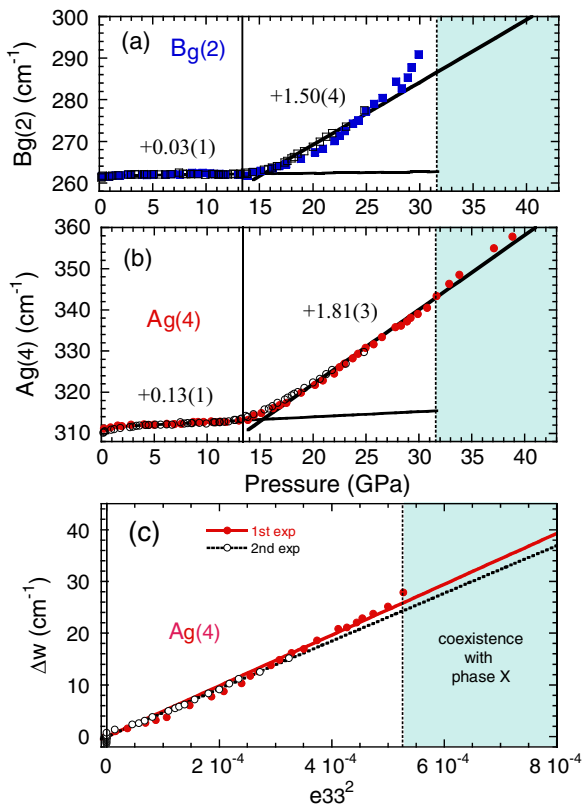 300
(a)
Bg(2)
290
+1.50(4)
280
+0.03(1)
270
260
Bg(2) (cm⁻¹)
0 5 10 15 20 25 30 35 40
360
(b)
350
Ag(4)
+1.81(3)
340
330
+0.13(1)
320
310
Ag(4) (cm⁻¹)
0 5 10 15 20 25 30 35 40
Pressure (GPa)
50
(c)
1st exp
2nd exp
40
30
Ag(4)
20
coexistence
with
phase X
10
0
Δw (cm⁻¹)
0 2 10⁻⁴ 4 10⁻⁴ 6 10⁻⁴ 8 10⁻⁴
e33²